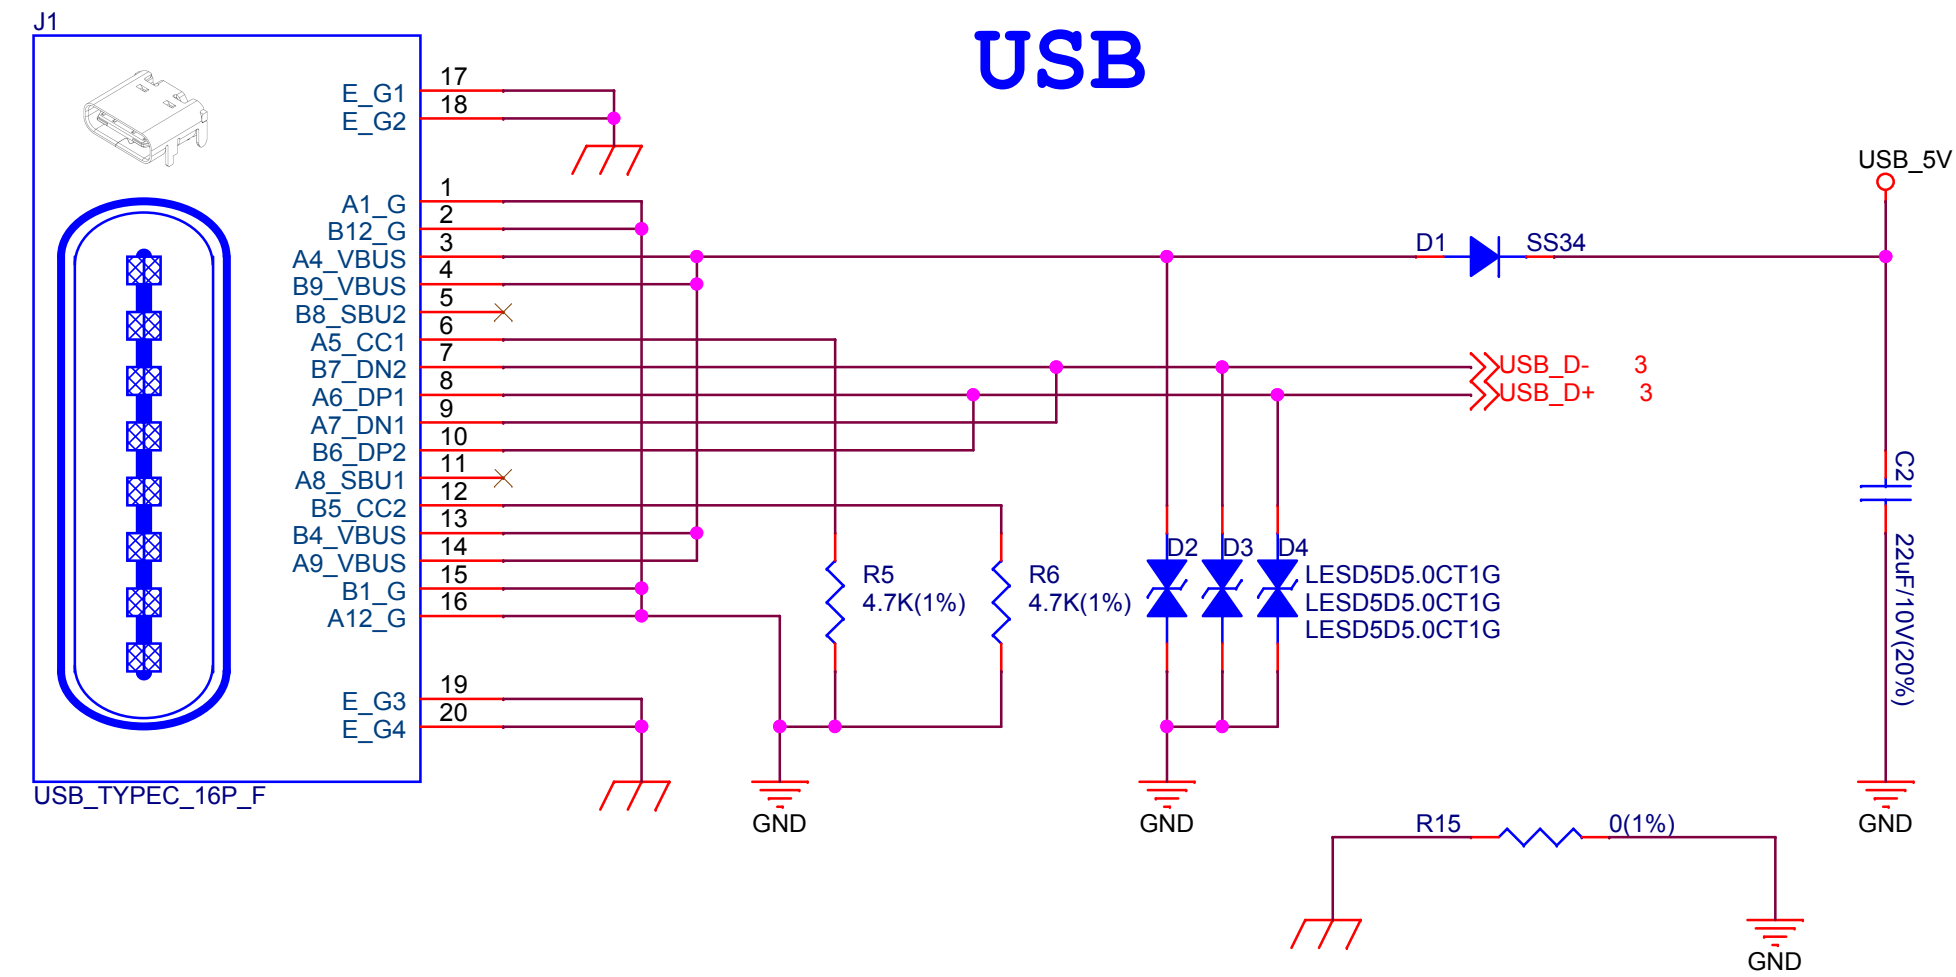 J1
USB
E_G1 17
E_G2 18
A1_G 1
B12_G 2
A4_VBUS 3
B9_VBUS 4
B8_SBU2 5
A5_CC1 6
B7_DN2 7
A6_DP1 8
A7_DN1 9
B6_DP2 10
A8_SBU1 11
B5_CC2 12
B4_VBUS 13
A9_VBUS 14
B1_G 15
A12_G 16
E_G3 19
E_G4 20
USB_TYPEC_16P_F
USB_5V
D1 SS34
USB_D- 3
USB_D+ 3
C2
22uF/10V(20%)
R5
4.7K(1%)
R6
4.7K(1%)
D2 D3 D4
LESD5D5.0CT1G
LESD5D5.0CT1G
LESD5D5.0CT1G
GND
GND
GND
R15 0(1%)
GND